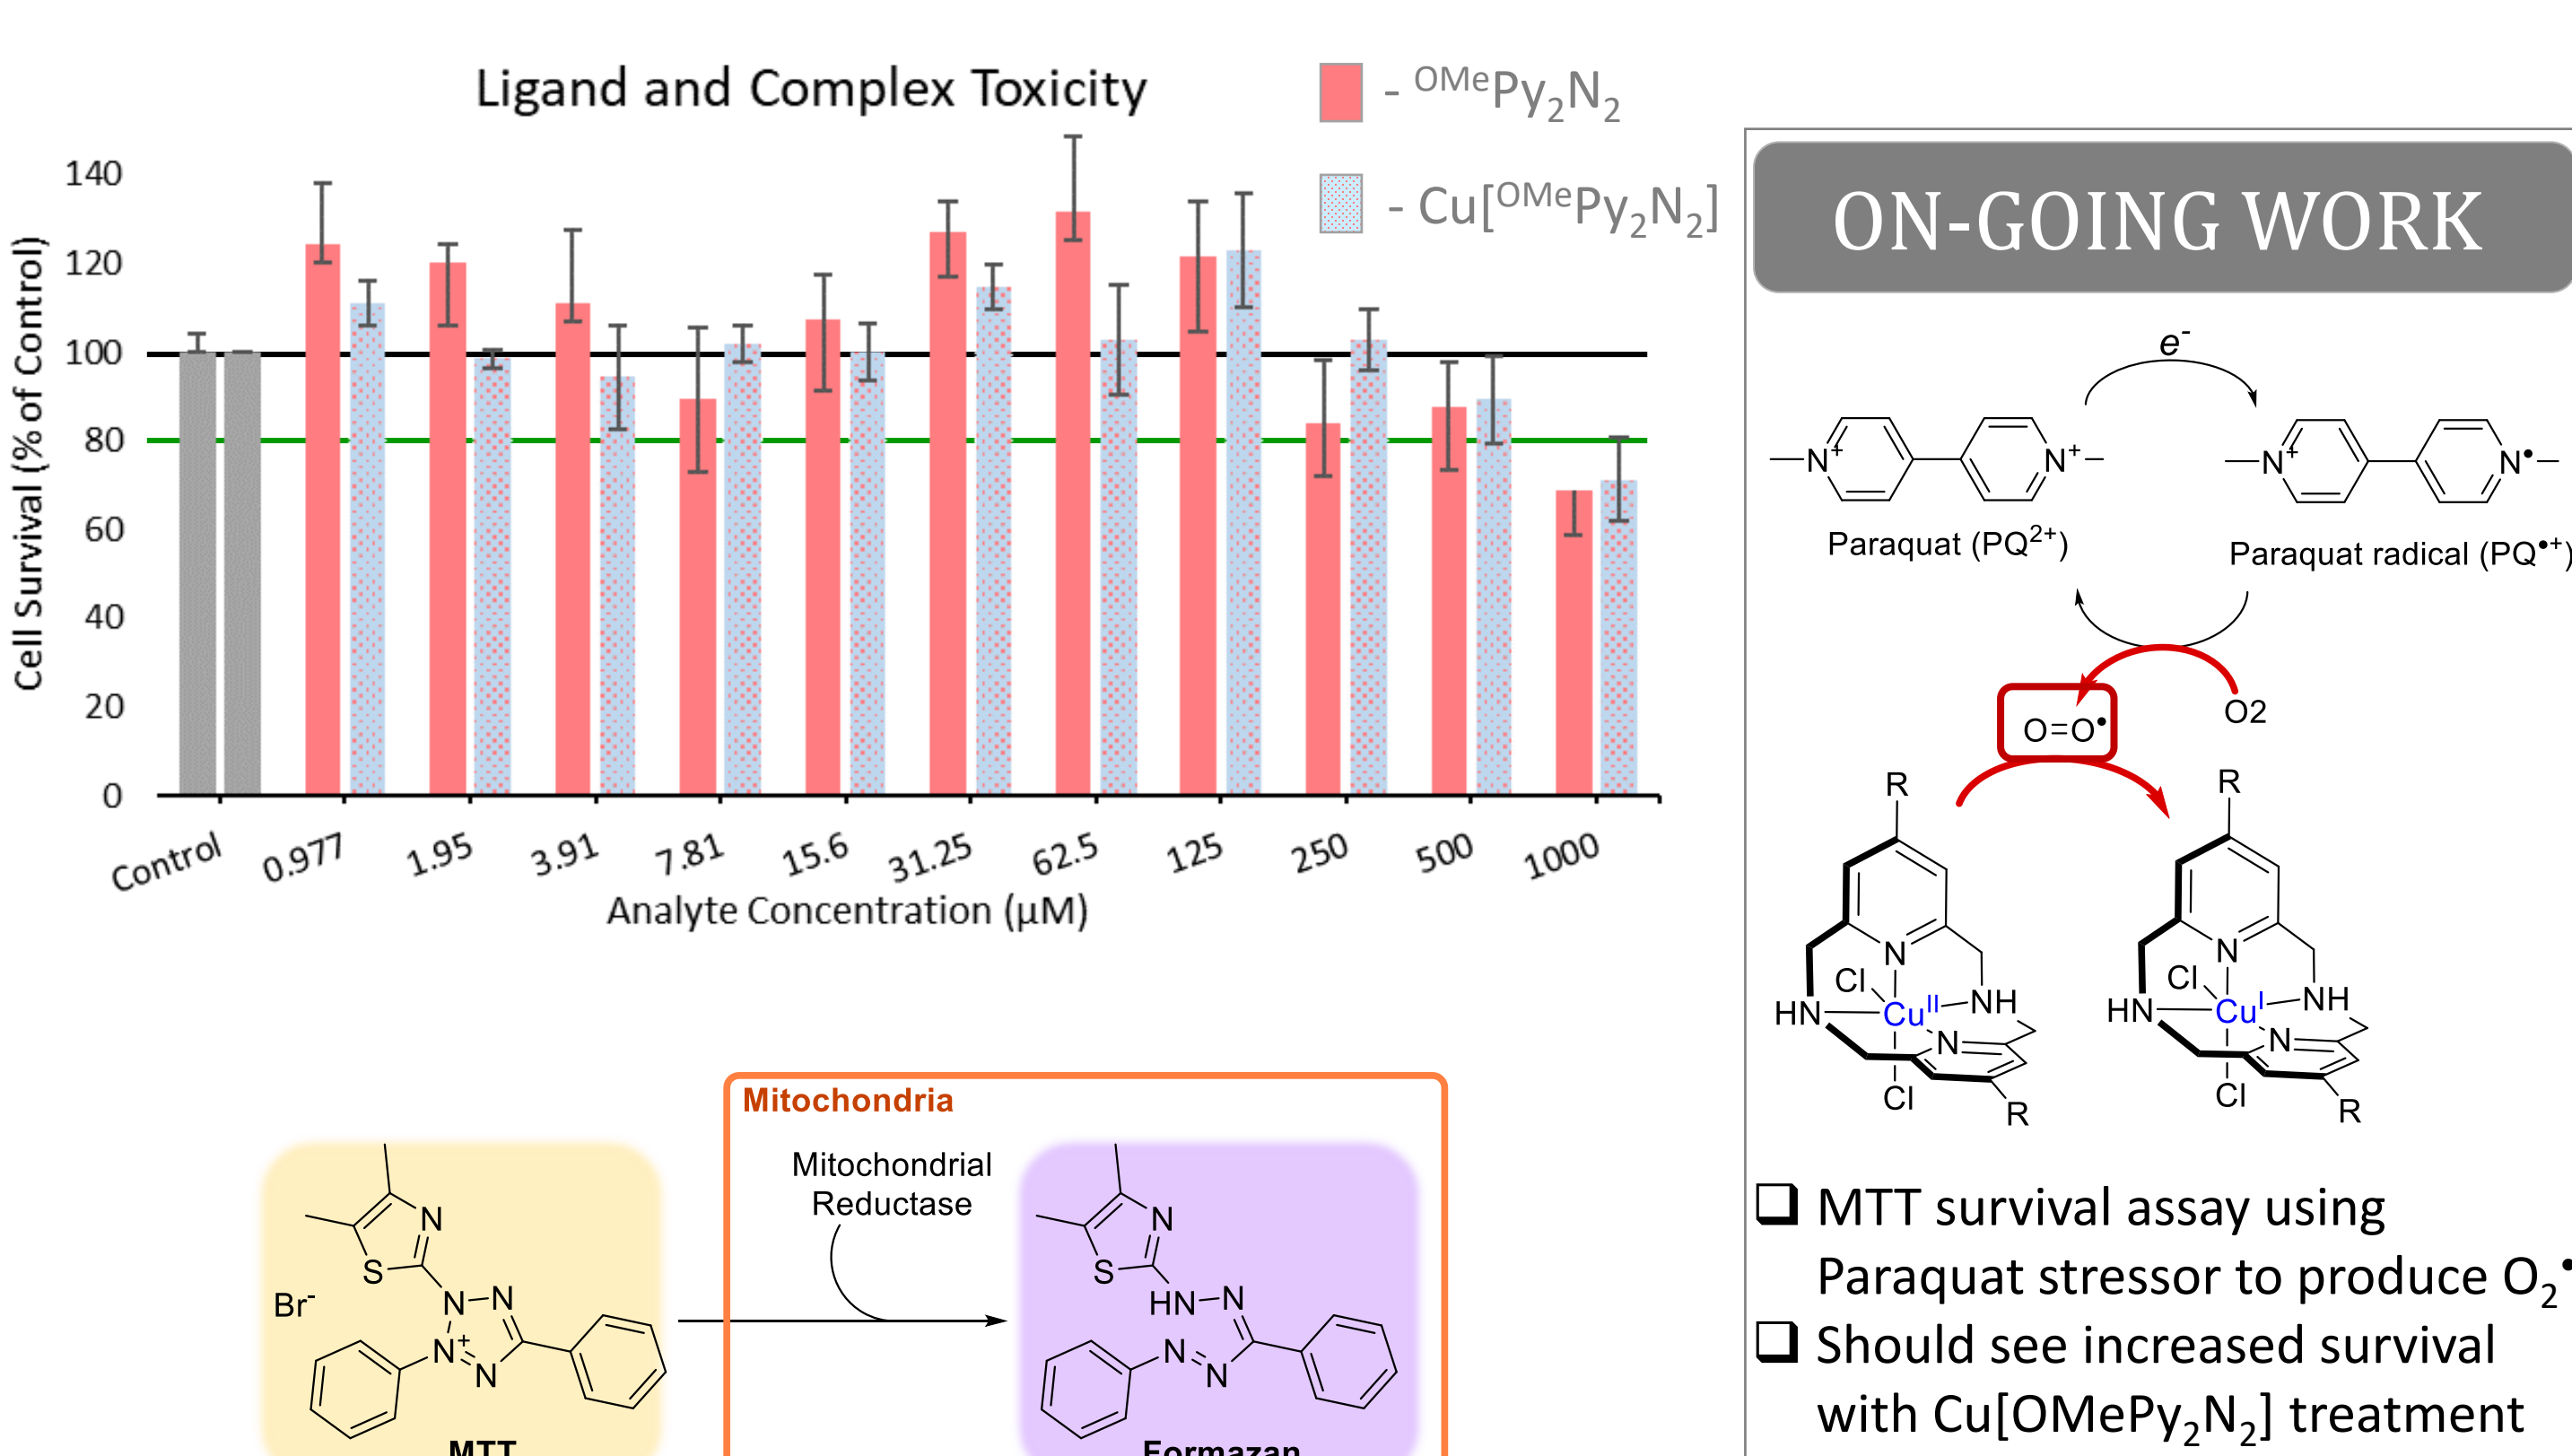 Ligand and Complex Toxicity
- OMePy2N2
- Cu[OMePy2N2]
Cell Survival (% of Control)
140
120
100
80
60
40
20
0
Control
0.977
1.95
3.91
7.81
15.6
31.25
62.5
125
250
500
1000
Analyte Concentration (µM)
Mitochondria
Mitochondrial
Reductase
N
S
N
N
Br-
N+
N
MTT
N
S
HN
N
N
N
Formazan
ON-GOING WORK
e-
N+
N+
N+
N•
Paraquat (PQ2+)
Paraquat radical (PQ•+)
O=O•
O2
R
N
Cl
HN
CuII
NH
N
Cl
R
R
N
Cl
HN
CuI
NH
N
Cl
R
❑ MTT survival assay using
Paraquat stressor to produce O2•
❑ Should see increased survival
with Cu[OMePy2N2] treatment